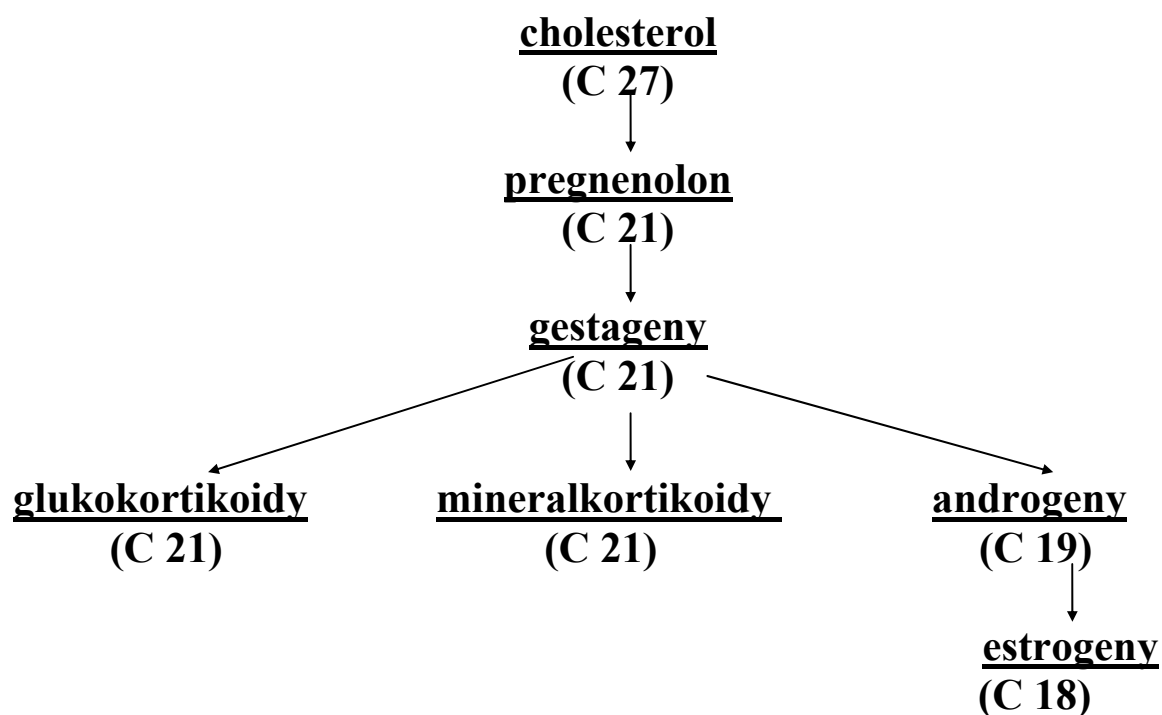 cholesterol
(C 27)
pregnenolon
(C 21)
gestageny
(C 21)
glukokortikoidy mineralkortikoidy androgeny
(C 21) (C 21) (C 19)
estrogeny
(C 18)